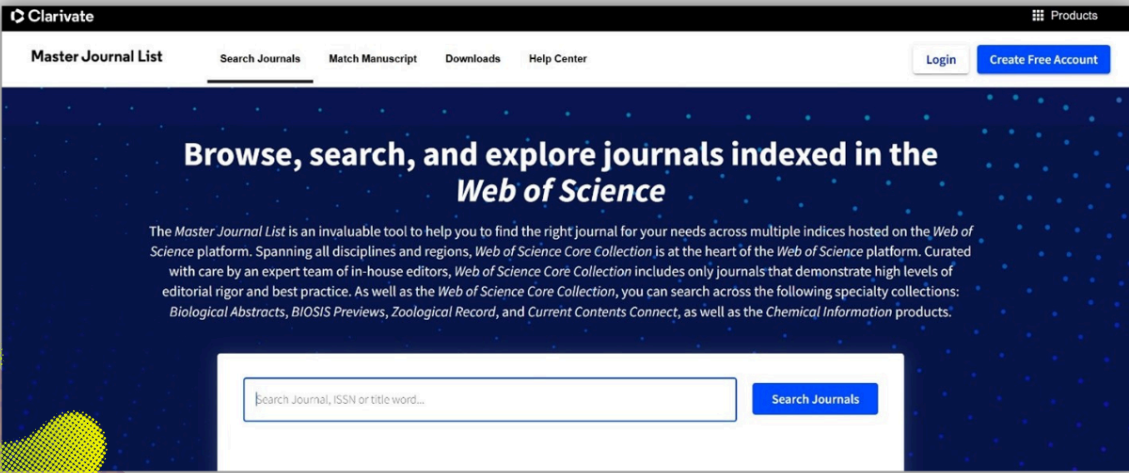 Clarivate
Products
Master Journal List
Search Journals
Match Manuscript
Downloads
Help Center
Login
Create Free Account
Browse, search, and explore journals indexed in the
Web of Science
The Master Journal List is an invaluable tool to help you to find the right journal for your needs across multiple indices hosted on the Web of
Science platform. Spanning all disciplines and regions, Web of Science Core Collection is at the heart of the Web of Science platform. Curated
with care by an expert team of in-house editors, Web of Science Core Collection includes only journals that demonstrate high levels of
editorial rigor and best practice. As well as the Web of Science Core Collection, you can search across the following specialty collections:
Biological Abstracts, BIOSIS Previews, Zoological Record, and Current Contents Connect, as well as the Chemical Information products.
Search Journal, ISSN or title word...
Search Journals